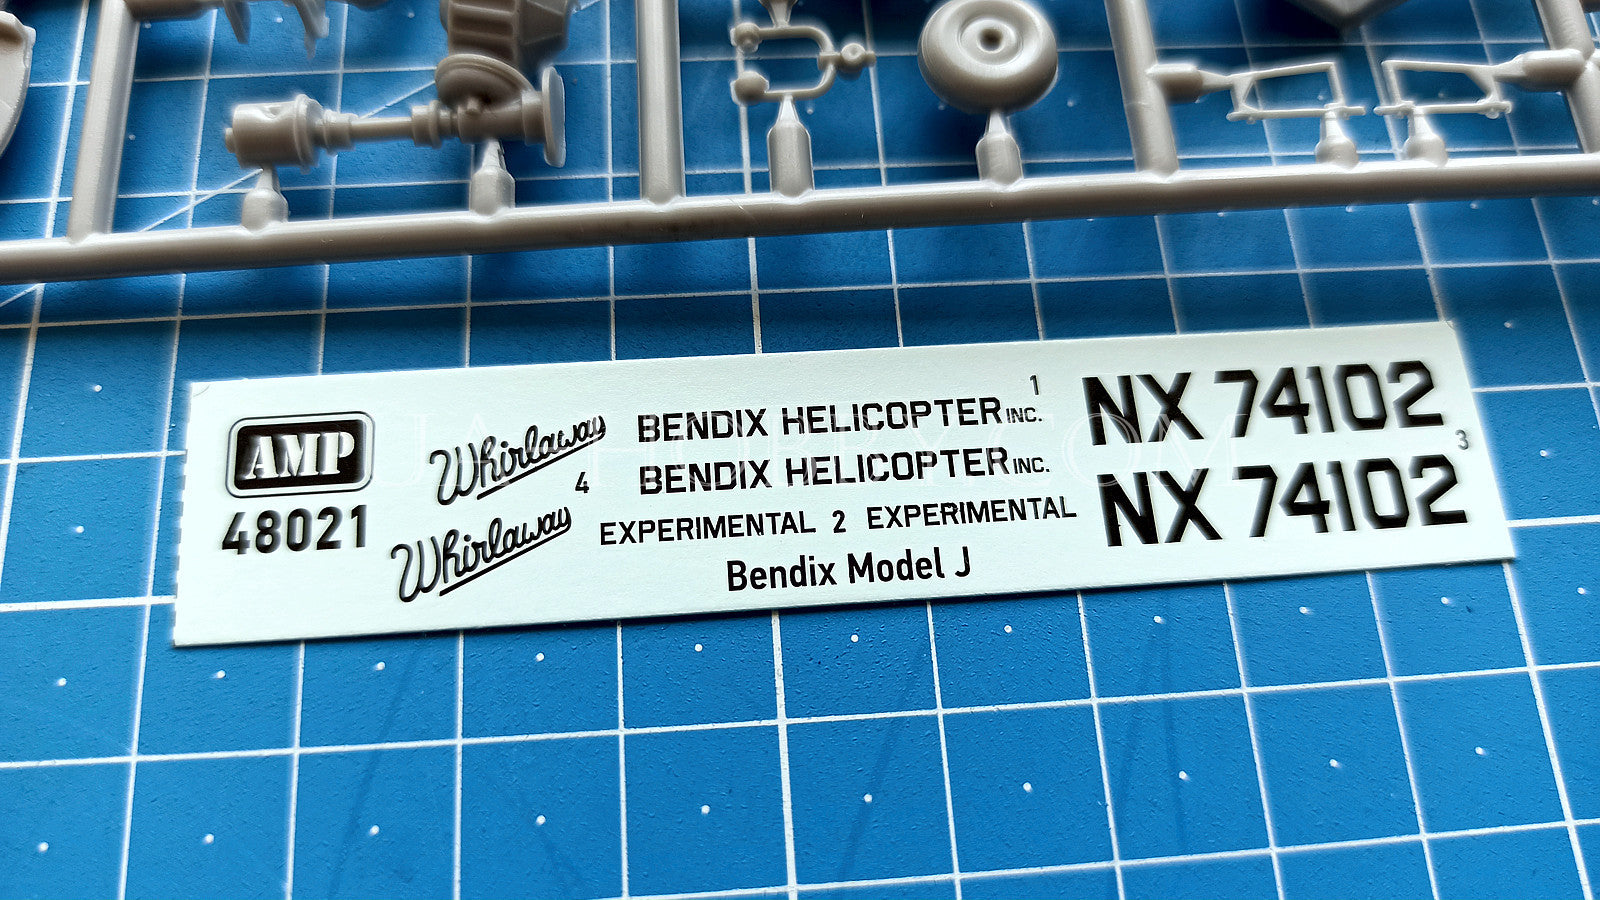 AMP
48021
Whirlaway
4
Whirlaway
BENDIX HELICOPTER INC.
1
BENDIX HELICOPTER INC.
EXPERIMENTAL 2 EXPERIMENTAL
Bendix Model J
NX 74102
3
NX 74102